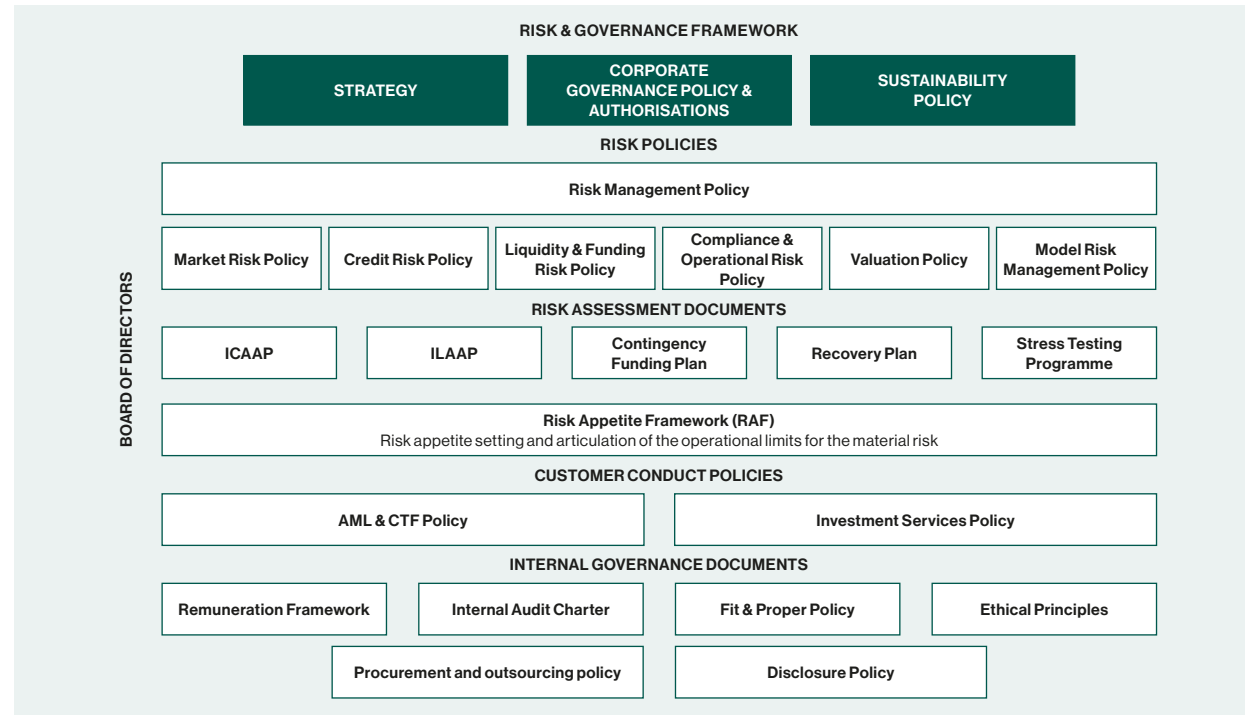 RISK & GOVERNANCE FRAMEWORK
STRATEGY
CORPORATE
GOVERNANCE POLICY &
AUTHORISATIONS
SUSTAINABILITY
POLICY
RISK POLICIES
Risk Management Policy
Market Risk Policy
Credit Risk Policy
Liquidity & Funding
Risk Policy
Compliance &
Operational Risk
Policy
Valuation Policy
Model Risk
Management Policy
BOARD OF DIRECTORS
RISK ASSESSMENT DOCUMENTS
ICAAP
ILAAP
Contingency
Funding Plan
Recovery Plan
Stress Testing
Programme
Risk Appetite Framework (RAF)
Risk appetite setting and articulation of the operational limits for the material risk
CUSTOMER CONDUCT POLICIES
AML & CTF Policy
Investment Services Policy
INTERNAL GOVERNANCE DOCUMENTS
Remuneration Framework
Internal Audit Charter
Fit & Proper Policy
Ethical Principles
Procurement and outsourcing policy
Disclosure Policy